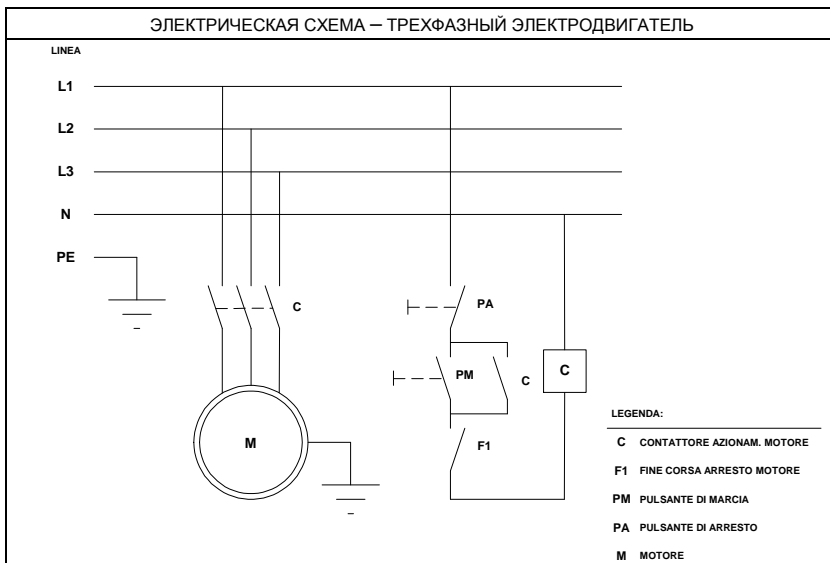 ЭЛЕКТРИЧЕСКАЯ СХЕМА – ТРЕХФАЗНЫЙ ЭЛЕКТРОДВИГАТЕЛЬ
LINEA
L1
L2
L3
N
PE
C
PA
PM
C
C
M
F1
LEGENDA:
C CONTATTORE AZIONAM. MOTORE
F1 FINE CORSA ARRESTO MOTORE
PM PULSANTE DI MARCIA
PA PULSANTE DI ARRESTO
M MOTORE